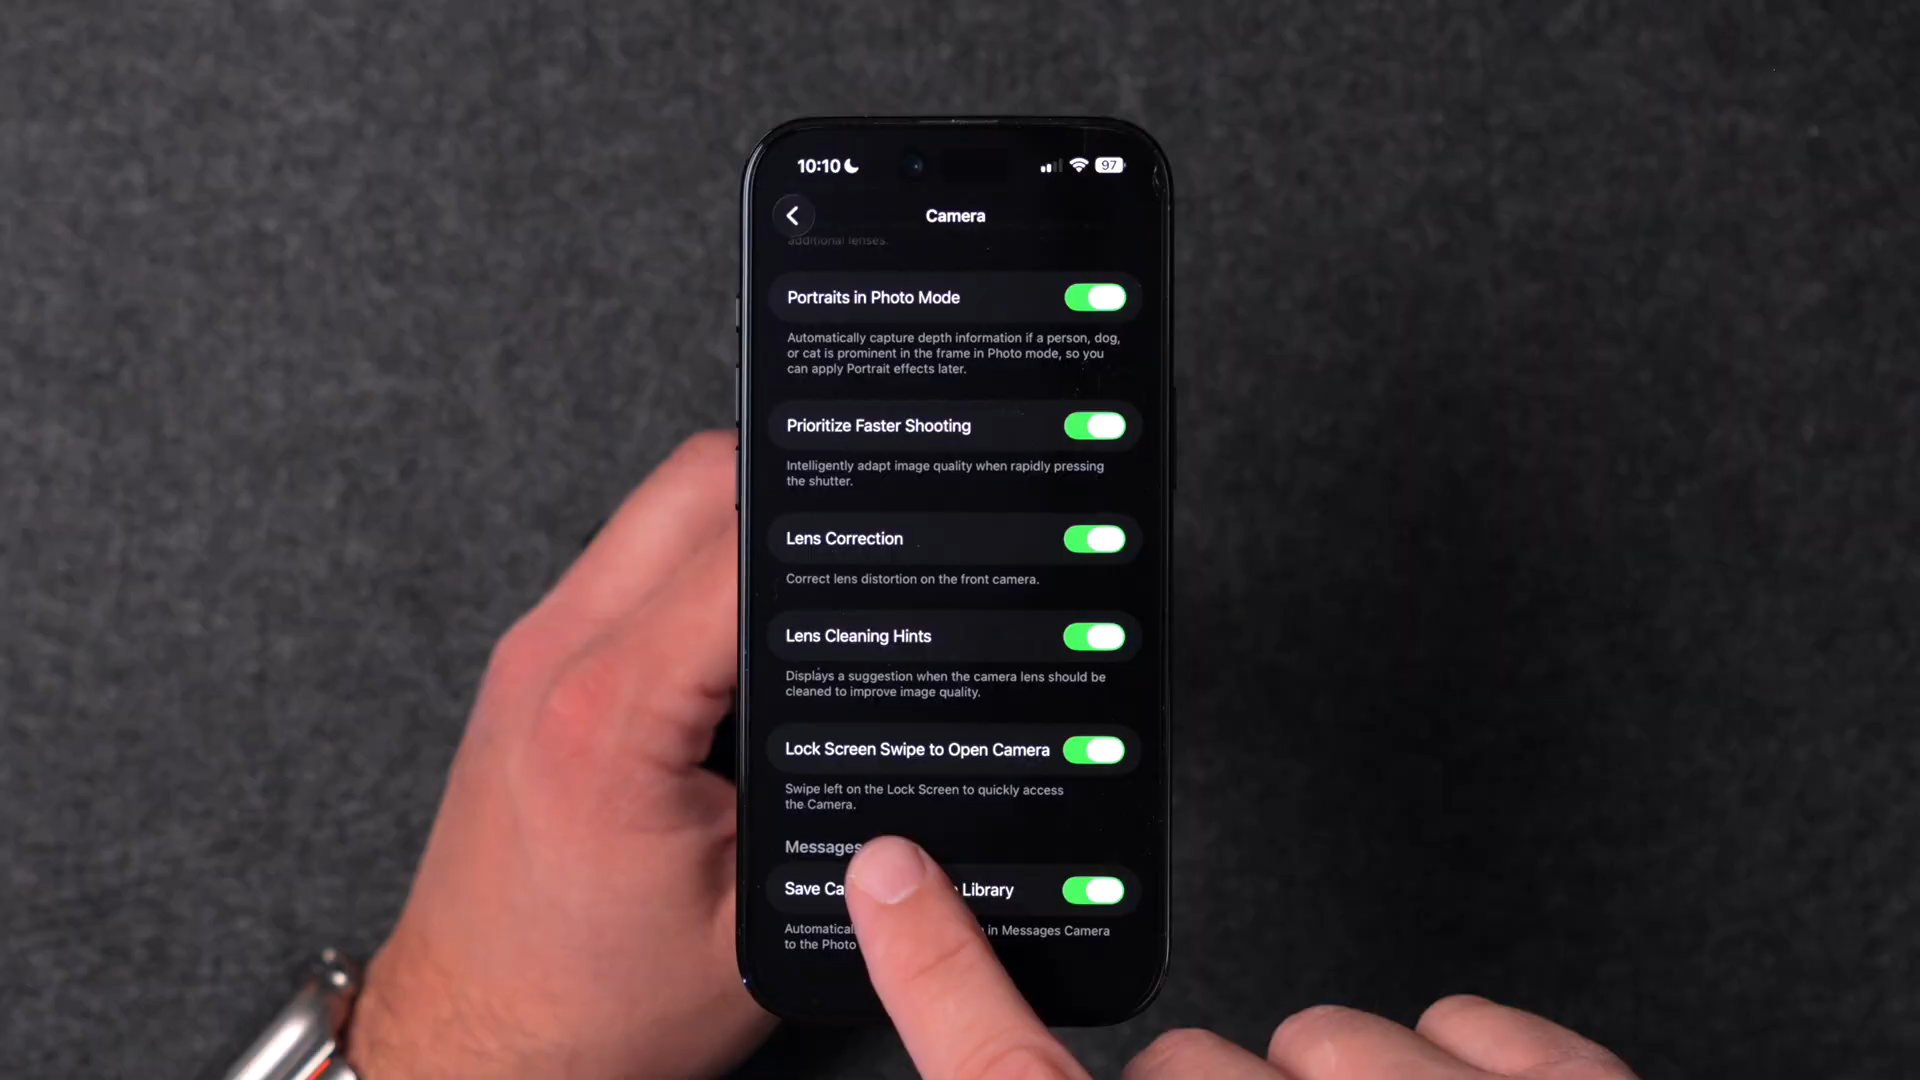 10:10
97
Camera
additional lenses.
Portraits in Photo Mode
Automatically capture depth information if a person, dog,
or cat is prominent in the frame in Photo mode, so you
can apply Portrait effects later.
Prioritize Faster Shooting
Intelligently adapt image quality when rapidly pressing
the shutter.
Lens Correction
Correct lens distortion on the front camera.
Lens Cleaning Hints
Displays a suggestion when the camera lens should be
cleaned to improve image quality.
Lock Screen Swipe to Open Camera
Swipe left on the Lock Screen to quickly access
the Camera.
Messages
Save Library
in Messages Camera
to the Photo